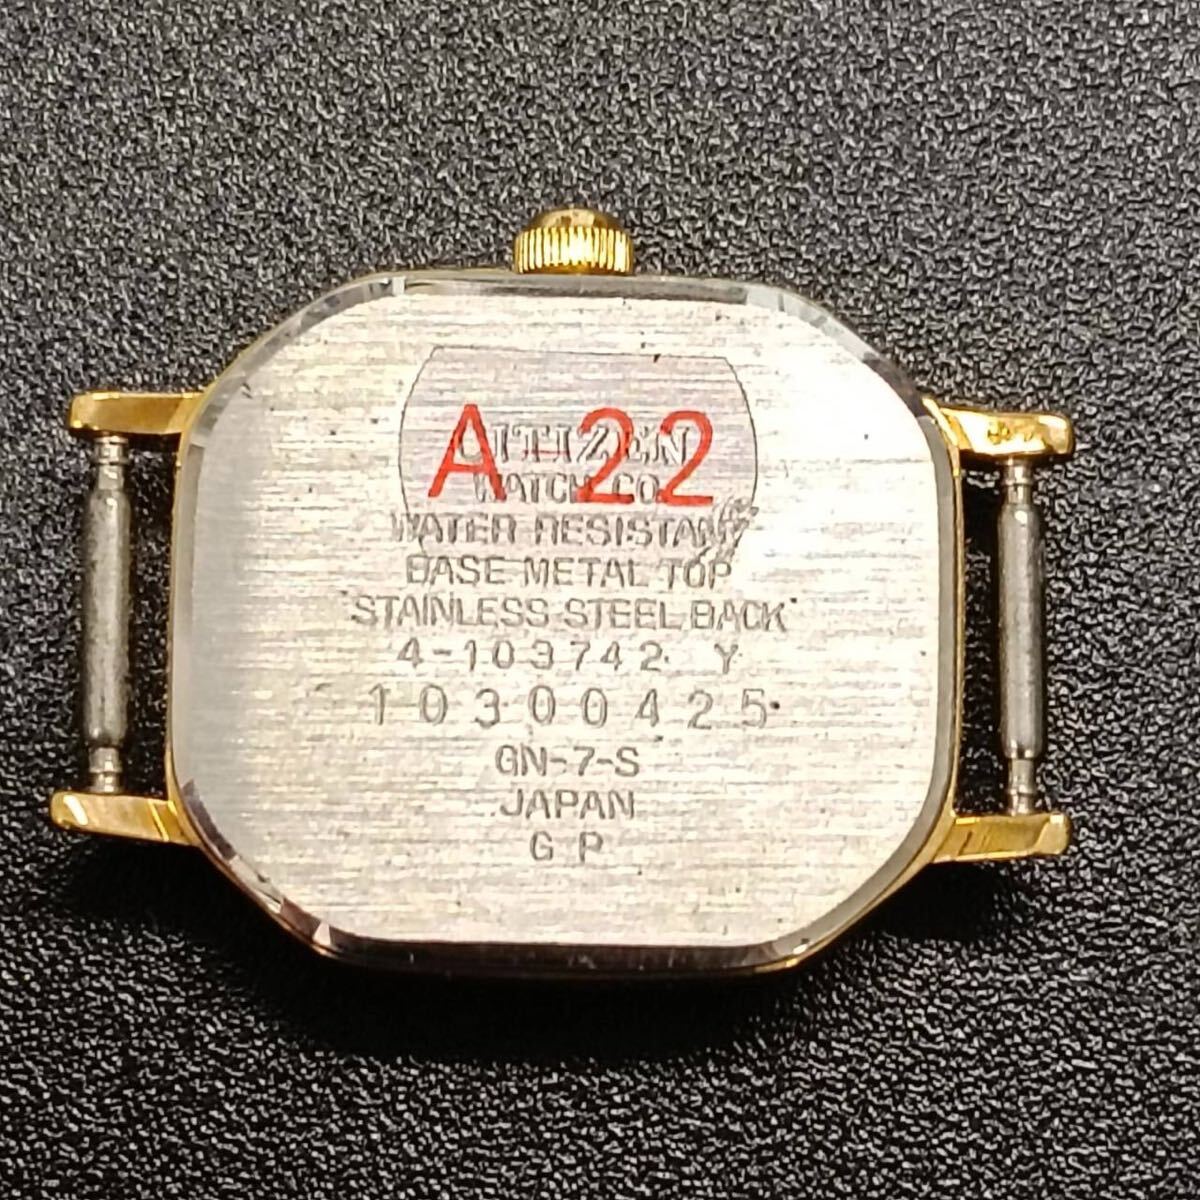 A-22
CITIZEN
WATCH CO.
WATER RESISTANT
BASE METAL TOP
STAINLESS STEEL BACK
4-103742 Y
10300425
GN-7-S
JAPAN
G P